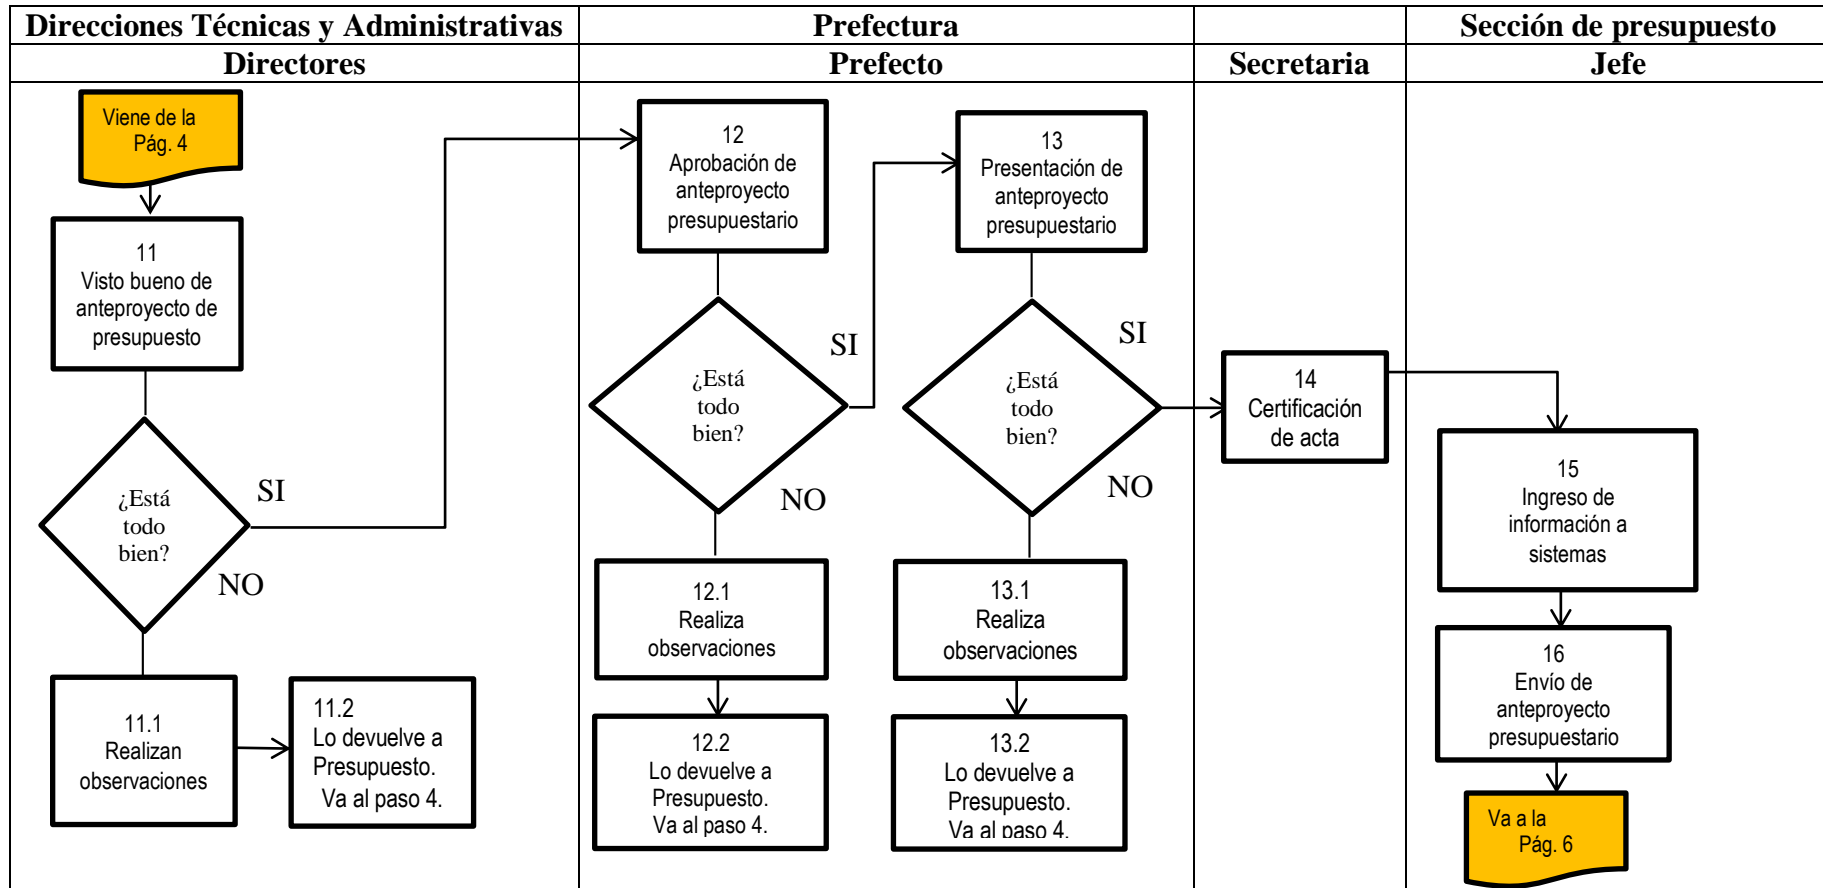 Direcciones Técnicas y Administrativas
Prefectura
Sección de presupuesto
Directores
Prefecto
Secretaria
Jefe
Viene de la
Pág. 4
11
Visto bueno de
anteproyecto de
presupuesto
¿Está
todo
bien?
SI
NO
11.1
Realizan
observaciones
11.2
Lo devuelve a
Presupuesto.
Va al paso 4.
12
Aprobación de
anteproyecto
presupuestario
¿Está
todo
bien?
SI
NO
12.1
Realiza
observaciones
12.2
Lo devuelve a
Presupuesto.
Va al paso 4.
13
Presentación de
anteproyecto
presupuestario
¿Está
todo
bien?
SI
NO
13.1
Realiza
observaciones
13.2
Lo devuelve a
Presupuesto.
Va al paso 4.
14
Certificación
de acta
15
Ingreso de
información a
sistemas
16
Envío de
anteproyecto
presupuestario
Va a la
Pág. 6